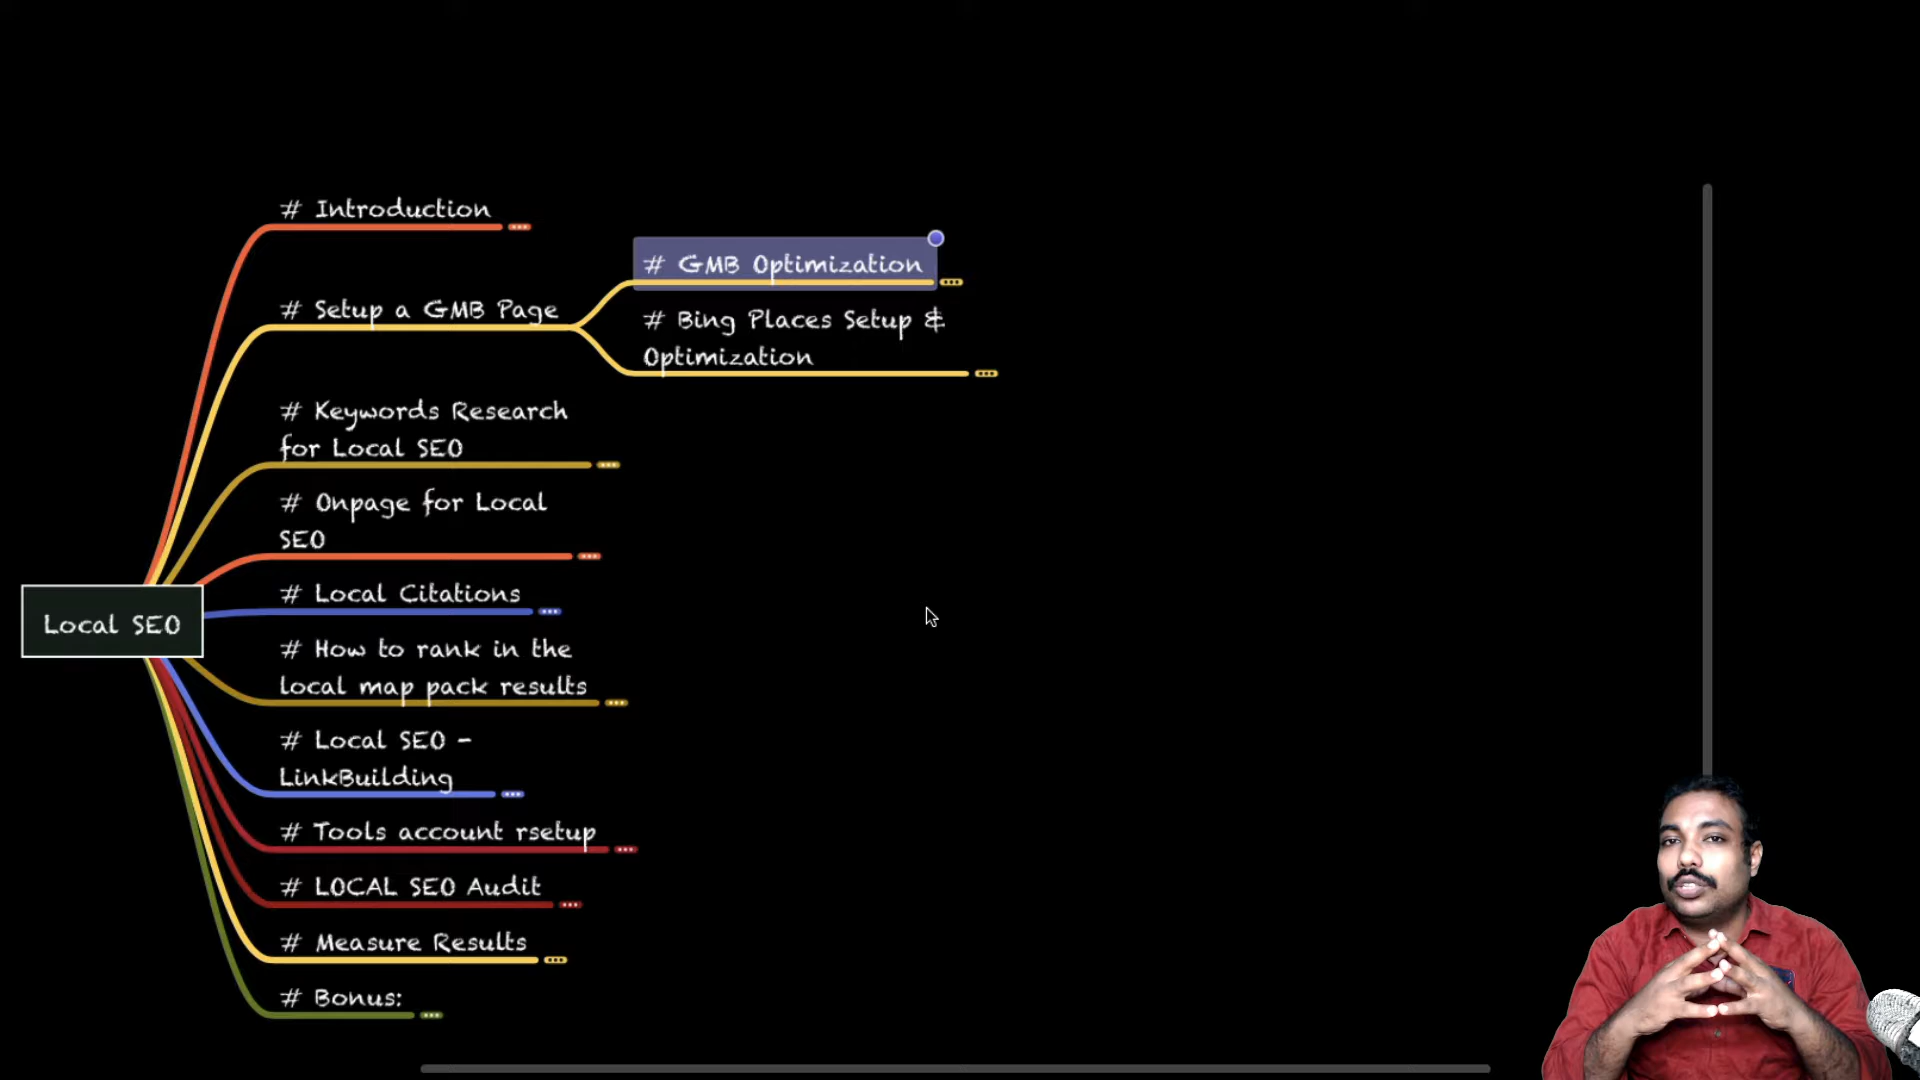 # Introduction
# GMB Optimization
# Setup a GMB Page
# Bing Places Setup &
Optimization
# Keywords Research
for Local SEO
# Onpage for Local
SEO
# Local Citations
Local SEO
# How to rank in the
local map pack results
# Local SEO -
LinkBuilding
# Tools account rsetup
# LOCAL SEO Audit
# Measure Results
# Bonus: